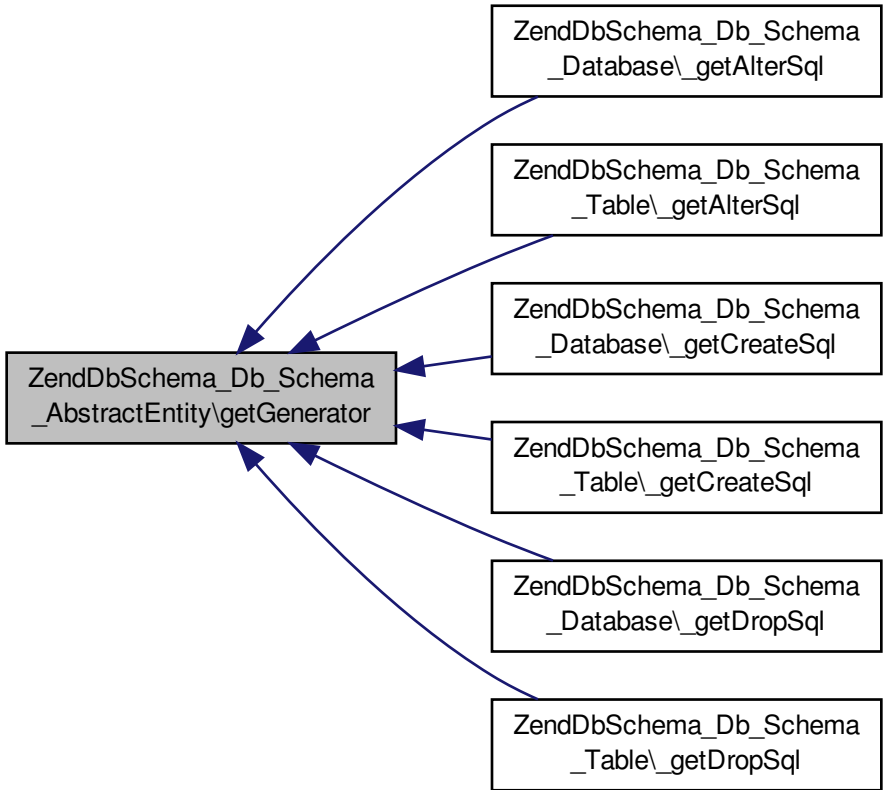 ZendDbSchema_Db_Schema
_Database\_getAlterSql
ZendDbSchema_Db_Schema
_Table\_getAlterSql
ZendDbSchema_Db_Schema
_Database\_getCreateSql
ZendDbSchema_Db_Schema
_AbstractEntity\getGenerator
ZendDbSchema_Db_Schema
_Table\_getCreateSql
ZendDbSchema_Db_Schema
_Database\_getDropSql
ZendDbSchema_Db_Schema
_Table\_getDropSql